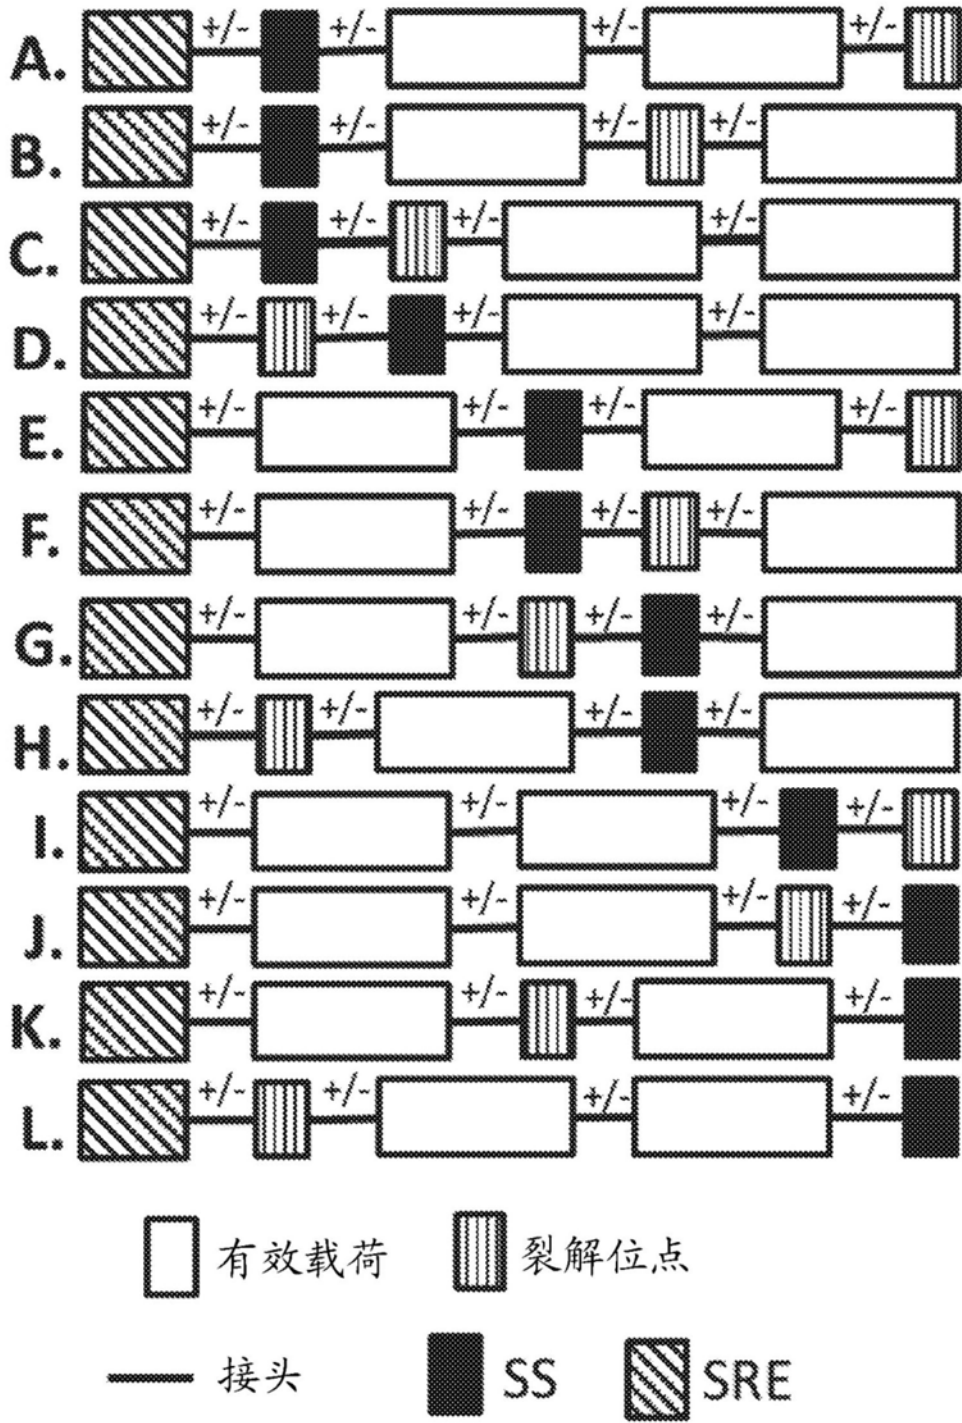 A. +/- +/- +/- +/-
B. +/- +/- +/- +/-
C. +/- +/- +/- +/-
D. +/- +/- +/- +/-
E. +/- +/- +/- +/-
F. +/- +/- +/- +/-
G. +/- +/- +/- +/-
H. +/- +/- +/- +/-
I. +/- +/- +/- +/-
J. +/- +/- +/- +/-
K. +/- +/- +/- +/-
L. +/- +/- +/- +/-
有效载荷 裂解位点
接头 SS SRE